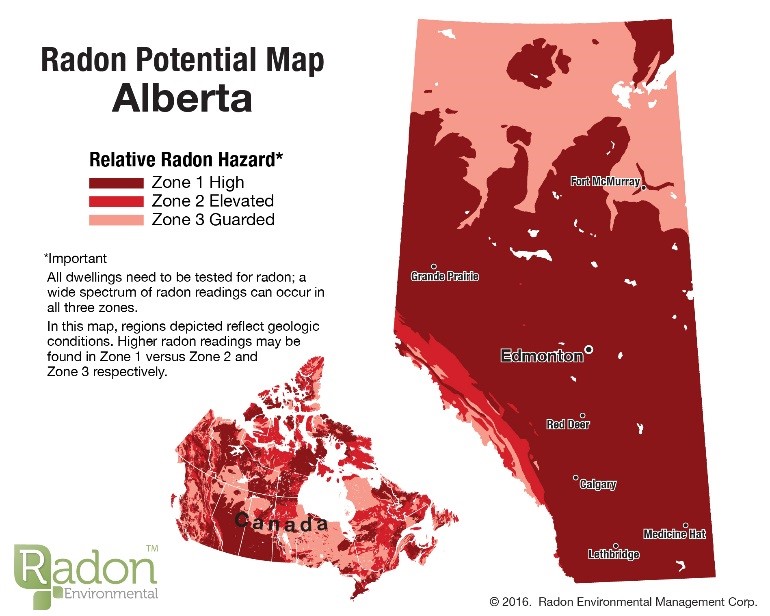 Radon Potential Map
Alberta
Relative Radon Hazard*
Zone 1 High
Zone 2 Elevated
Zone 3 Guarded
*Important
All dwellings need to be tested for radon; a
wide spectrum of radon readings can occur in
all three zones.
In this map, regions depicted reflect geologic
conditions. Higher radon readings may be
found in Zone 1 versus Zone 2 and
Zone 3 respectively.
Fort McMurray
Grande Prairie
Edmonton
Red Deer
Calgary
Medicine Hat
Lethbridge
Canada
Radon™
Environmental
© 2016.  Radon Environmental Management Corp.